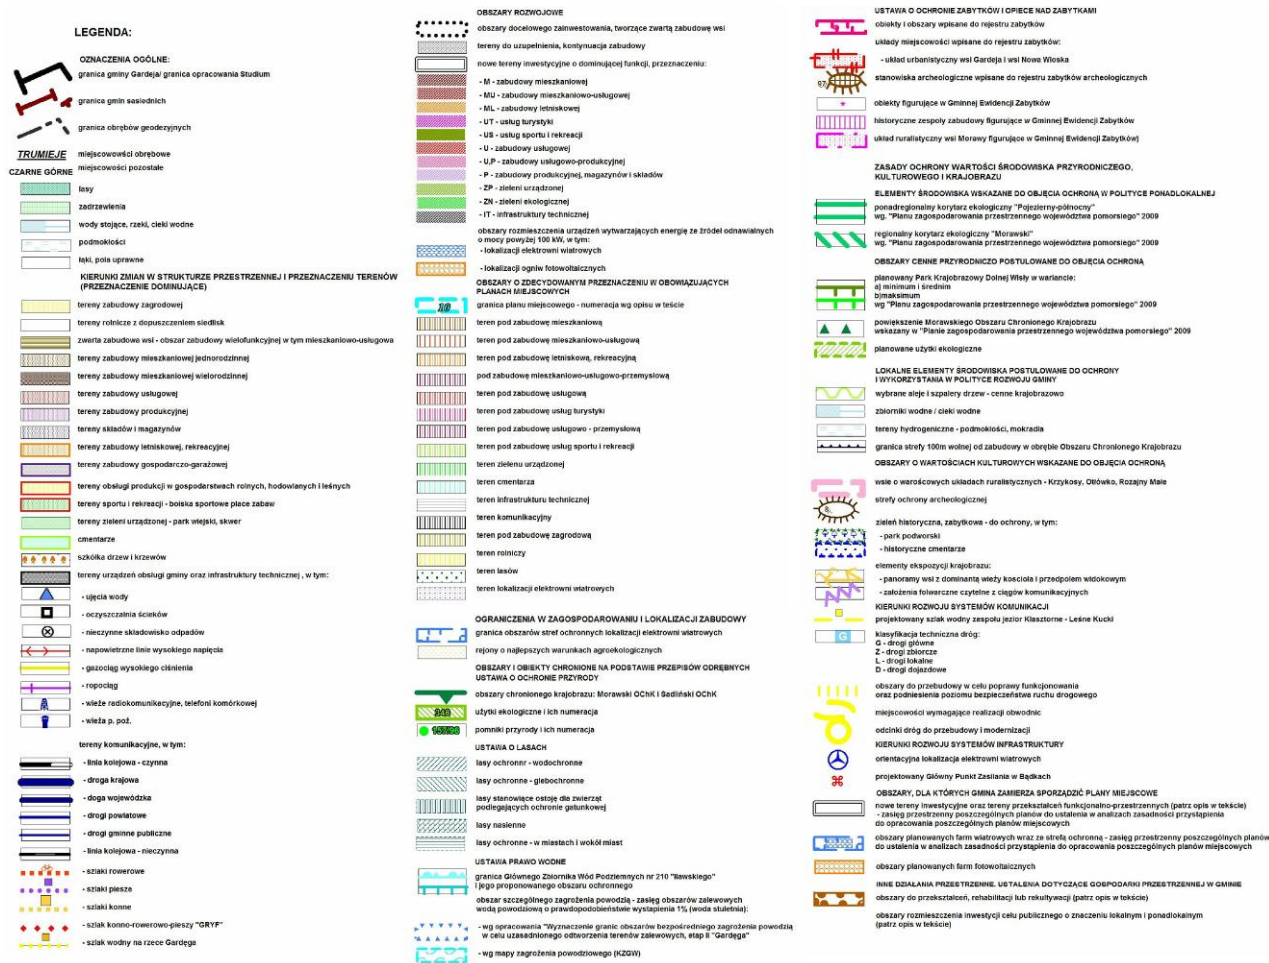 LEGENDA:
OZNACZENIA OGÓLNE:
granica gminy Gardeja/ granica opracowania Studium
granica gmin sasiednich
granica obrębów geodezyjnych
TRUMIEJE miejscowowści obrębowe
CZARNE GÓRNE miejscowości pozostałe
lasy
zadrzewienia
wody stojące, rzeki, cieki wodne
podmokłości
łąki, pola uprawne
KIERUNKI ZMIAN W STRUKTURZE PRZESTRZENNEJ I PRZEZNACZENIU TERENÓW
(PRZEZNACZENIE DOMINUJĄCE)
tereny zabudowy zagrodowej
tereny rolnicze z dopuszczeniem siedlisk
zwarta zabudowa wsi - obszar zabudowy wielofunkcyjnej w tym mieszkaniowo-usługowa
tereny zabudowy mieszkaniowej jednorodzinnej
tereny zabudowy mieszkaniowej wielorodzinnej
tereny zabudowy usługowej
tereny zabudowy produkcyjnej
tereny składów i magazynów
tereny zabudowy letniskowej, rekreacyjnej
tereny zabudowy gospodarczo-garażowej
tereny obsługi produkcji w gospodarstwach rolnych, hodowlanych i leśnych
tereny sportu i rekreacji - boiska sportowe place zabaw
tereny zieleni urządzonej - park wiejski, skwer
cmentarze
szkółka drzew i krzewów
tereny urządzeń obsługi gminy oraz infrastruktury technicznej , w tym:
- ujęcia wody
- oczyszczalnia ścieków
- nieczynne składowisko odpadów
- napowietrzne linie wysokiego napięcia
- gazociąg wysokiego ciśnienia
- ropociąg
- wieże radiokomunikacyjne, telefoni komórkowej
- wieża p. poż.
tereny komunikacyjne, w tym:
- linia kolejowa - czynna
- droga krajowa
- doga wojewódzka
- drogi powiatowe
- drogi gminne publiczne
- linia kolejowa - nieczynna
- szlaki rowerowe
- szlaki piesze
- szlaki konne
- szlak konno-rowerowo-pieszy "GRYF"
- szlak wodny na rzece Gardęga
OBSZARY ROZWOJOWE
obszary docelowego zainwestowania, tworzące zwartą zabudowę wsi
tereny do uzupełnienia, kontynuacja zabudowy
nowe tereny inwestycyjne o dominującej funkcji, przeznaczeniu:
- M - zabudowy mieszkaniowej
- MU - zabudowy mieszkaniowo-usługowej
- ML - zabudowy letniskowej
- UT - usług turystyki
- US - usług sportu i rekreacji
- U - zabudowy usługowej
- U,P - zabudowy usługowo-produkcyjnej
- P - zabudowy produkcyjnej, magazynów i składów
- ZP - zieleni urządzonej
- ZN - zieleni ekologicznej
- IT - infrastruktury technicznej
obszary rozmieszczenia urządzeń wytwarzających energię ze źródeł odnawialnych
o mocy powyżej 100 kW, w tym:
- lokalizacji elektrowni wiatrowych
- lokalizacji ogniw fotowoltaicznych
OBSZARY O ZDECYDOWANYM PRZEZNACZENIU W OBOWIĄZUJĄCYCH
PLANACH MIEJSCOWYCH
16 granica planu miejscowego - numeracja wg opisu w teście
teren pod zabudowę mieszkaniową
teren pod zabudowę mieszkaniowo-usługową
teren pod zabudowę letniskową, rekreacyjną
pod zabudowę mieszkaniowo-usługowo-przemysłową
teren pod zabudowę usługową
teren pod zabudowę usług turystyki
teren pod zabudowę usługowo - przemysłową
teren pod zabudowę usług sportu i rekreacji
teren zielenu urządzonej
teren cmentarza
teren infrastrukturu technicznej
teren komunikacyjny
teren pod zabudowę zagrodową
teren rolniczy
teren lasów
teren lokalizacji elektrowni wiatrowych
OGRANICZENIA W ZAGOSPODAROWANIU I LOKALIZACJI ZABUDOWY
granica obszarów stref ochronnych lokalizacji elektrowni wiatrowych
rejony o najlepszych warunkach agroekologicznych
OBSZARY I OBIEKTY CHRONIONE NA PODSTAWIE PRZEPISÓW ODRĘBNYCH
USTAWA O OCHRONIE PRZYRODY
obszary chronionego krajobrazu: Morawski OChK i Sadliński OChK
348 użytki ekologiczne i ich numeracja
157/96 pomniki przyrody i ich numeracja
USTAWA O LASACH
lasy ochronnr - wodochronne
lasy ochronne - glebochronne
lasy stanowiące ostoję dla zwierząt
podlegających ochronie gatunkowej
lasy nasienne
lasy ochronne - w miastach i wokół miast
USTAWA PRAWO WODNE
granica Głównego Zbiornika Wód Podziemnych nr 210 "Iławskiego"
i jego proponowanego obszaru ochronnego
obszar szczególnego zagrożenia powodzią - zasięg obszarów zalewowych
wodą powodziową o prawdopodobieństwie wystąpienia 1% (woda stuletnia):
- wg opracowania "Wyznaczenie granic obszarów bezpośredniego zagrożenia powodzią
w celu uzasadnionego odtworzenia terenów zalewowych, etap II "Gardęga"
- wg mapy zagrożenia powodziowego (KZGW)
USTAWA O OCHRONIE ZABYTKÓW I OPIECE NAD ZABYTKAMI
obiekty i obszary wpisane do rejestru zabytków
układy miejscowości wpisane do rejestru zabytków:
- układ urbanistyczny wsi Gardeja i wsi Nowa Wioska
97 stanowiska archeologiczne wpisane do rejestru zabytków archeologicznych
obiekty figurujące w Gminnej Ewidencji Zabytków
historyczne zespoły zabudowy figurujące w Gminnej Ewidencji Zabytków
układ ruralistyczny wsi Morawy figurujące w Gminnej Ewidencji Zabytków)
ZASADY OCHRONY WARTOŚCI ŚRODOWISKA PRZYRODNICZEGO,
KULTUROWEGO I KRAJOBRAZU
ELEMENTY ŚRODOWISKA WSKAZANE DO OBJĘCIA OCHRONĄ W POLITYCE PONADLOKALNEJ
ponadregionalny korytarz ekologiczny "Pojezierny-północny"
wg. "Planu zagospodarowania przestrzennego województwa pomorsiego" 2009
regionalny korytarz ekologiczny "Morawski"
wg. "Planu zagospodarowania przestrzennego województwa pomorsiego" 2009
OBSZARY CENNE PRZYRODNICZO POSTULOWANE DO OBJĘCIA OCHRONĄ
planowany Park Krajobrazowy Dolnej Wisły w wariancie:
a) minimum i średnim
b)maksimum
wg "Planu zagospodarowania przestrzennego województwa pomorsiego" 2009
powiększenie Morawskiego Obszaru Chronionego Krajobrazu
wskazany w "Planie zagospodarowania przestrzennego województwa pomorsiego" 2009
planowane użytki ekologiczne
LOKALNE ELEMENTY ŚRODOWISKA POSTULOWANE DO OCHRONY
I WYKORZYSTANIA W POLITYCE ROZWOJU GMINY
wybrane aleje i szpalery drzew - cenne krajobrazowo
zbiorniki wodne / cieki wodne
tereny hydrogeniczne - podmokłości, mokradła
granica strefy 100m wolnej od zabudowy w obrębie Obszaru Chronionego Krajobrazu
OBSZARY O WARTOŚCIACH KULTUROWYCH WSKAZANE DO OBJĘCIA OCHRONĄ
wsie o warościowych układach ruralistycznych - Krzykosy, Otłówko, Rozajny Małe
8. strefy ochrony archeologicznej
zieleń historyczna, zabytkowa - do ochrony, w tym:
- park podworski
- historyczne cmentarze
elementy ekspozycji krajobrazu:
- panoramy wsi z dominantą wieży kościoła i przedpolem widokowym
- założenia folwarczne czytelne z ciągów komunikacyjnych
KIERUNKI ROZWOJU SYSTEMÓW KOMUNIKACJI
projektowany szlak wodny zespołu jezior Klasztorne - Leśne Kucki
klasyfikacja techniczna dróg:
G G - drogi główne
Z - drogi zbiorcze
L - drogi lokalne
D - drogi dojazdowe
obszary do przebudowy w celu poprawy funkcjonowania
oraz podniesienia poziomu bezpieczeństwa ruchu drogowego
miejscowości wymagające realizacji obwodnic
odcinki dróg do przebudowy i modernizacji
KIERUNKI ROZWOJU SYSTEMÓW INFRASTRUKTURY
orientacyjna lokalizacja elektrowni wiatrowych
projektowany Główny Punkt Zasilania w Bądkach
OBSZARY, DLA KTÓRYCH GMINA ZAMIERZA SPORZĄDZIĆ PLANY MIEJSCOWE
nowe tereny inwestycyjne oraz tereny przekształceń funkcjonalno-przestrzennych (patrz opis w tekście)
- zasięg przestrzenny poszczególnych planów do ustalenia w analizach zasadności przystąpienia
do opracowania poszczególnych planów miejscowych
obszary planowanych farm wiatrowych wraz ze strefą ochronną - zasięg przestrzenny poszczególnych planów
do ustalenia w analizach zasadności przystąpienia do opracowania poszczególnych planów miejscowych
obszary planowanych farm fotowoltaicznych
INNE DZIAŁANIA PRZESTRZENNE. USTALENIA DOTYCZĄCE GOSPODARKI PRZESTRZENNEJ W GMINIE
obszary do przekształceń, rehabilitacji lub rekultywacji (patrz opis w tekście)
obszary rozmieszczenia inwestycji celu publicznego o znaczeniu lokalnym i ponadlokalnym
(patrz opis w tekście)